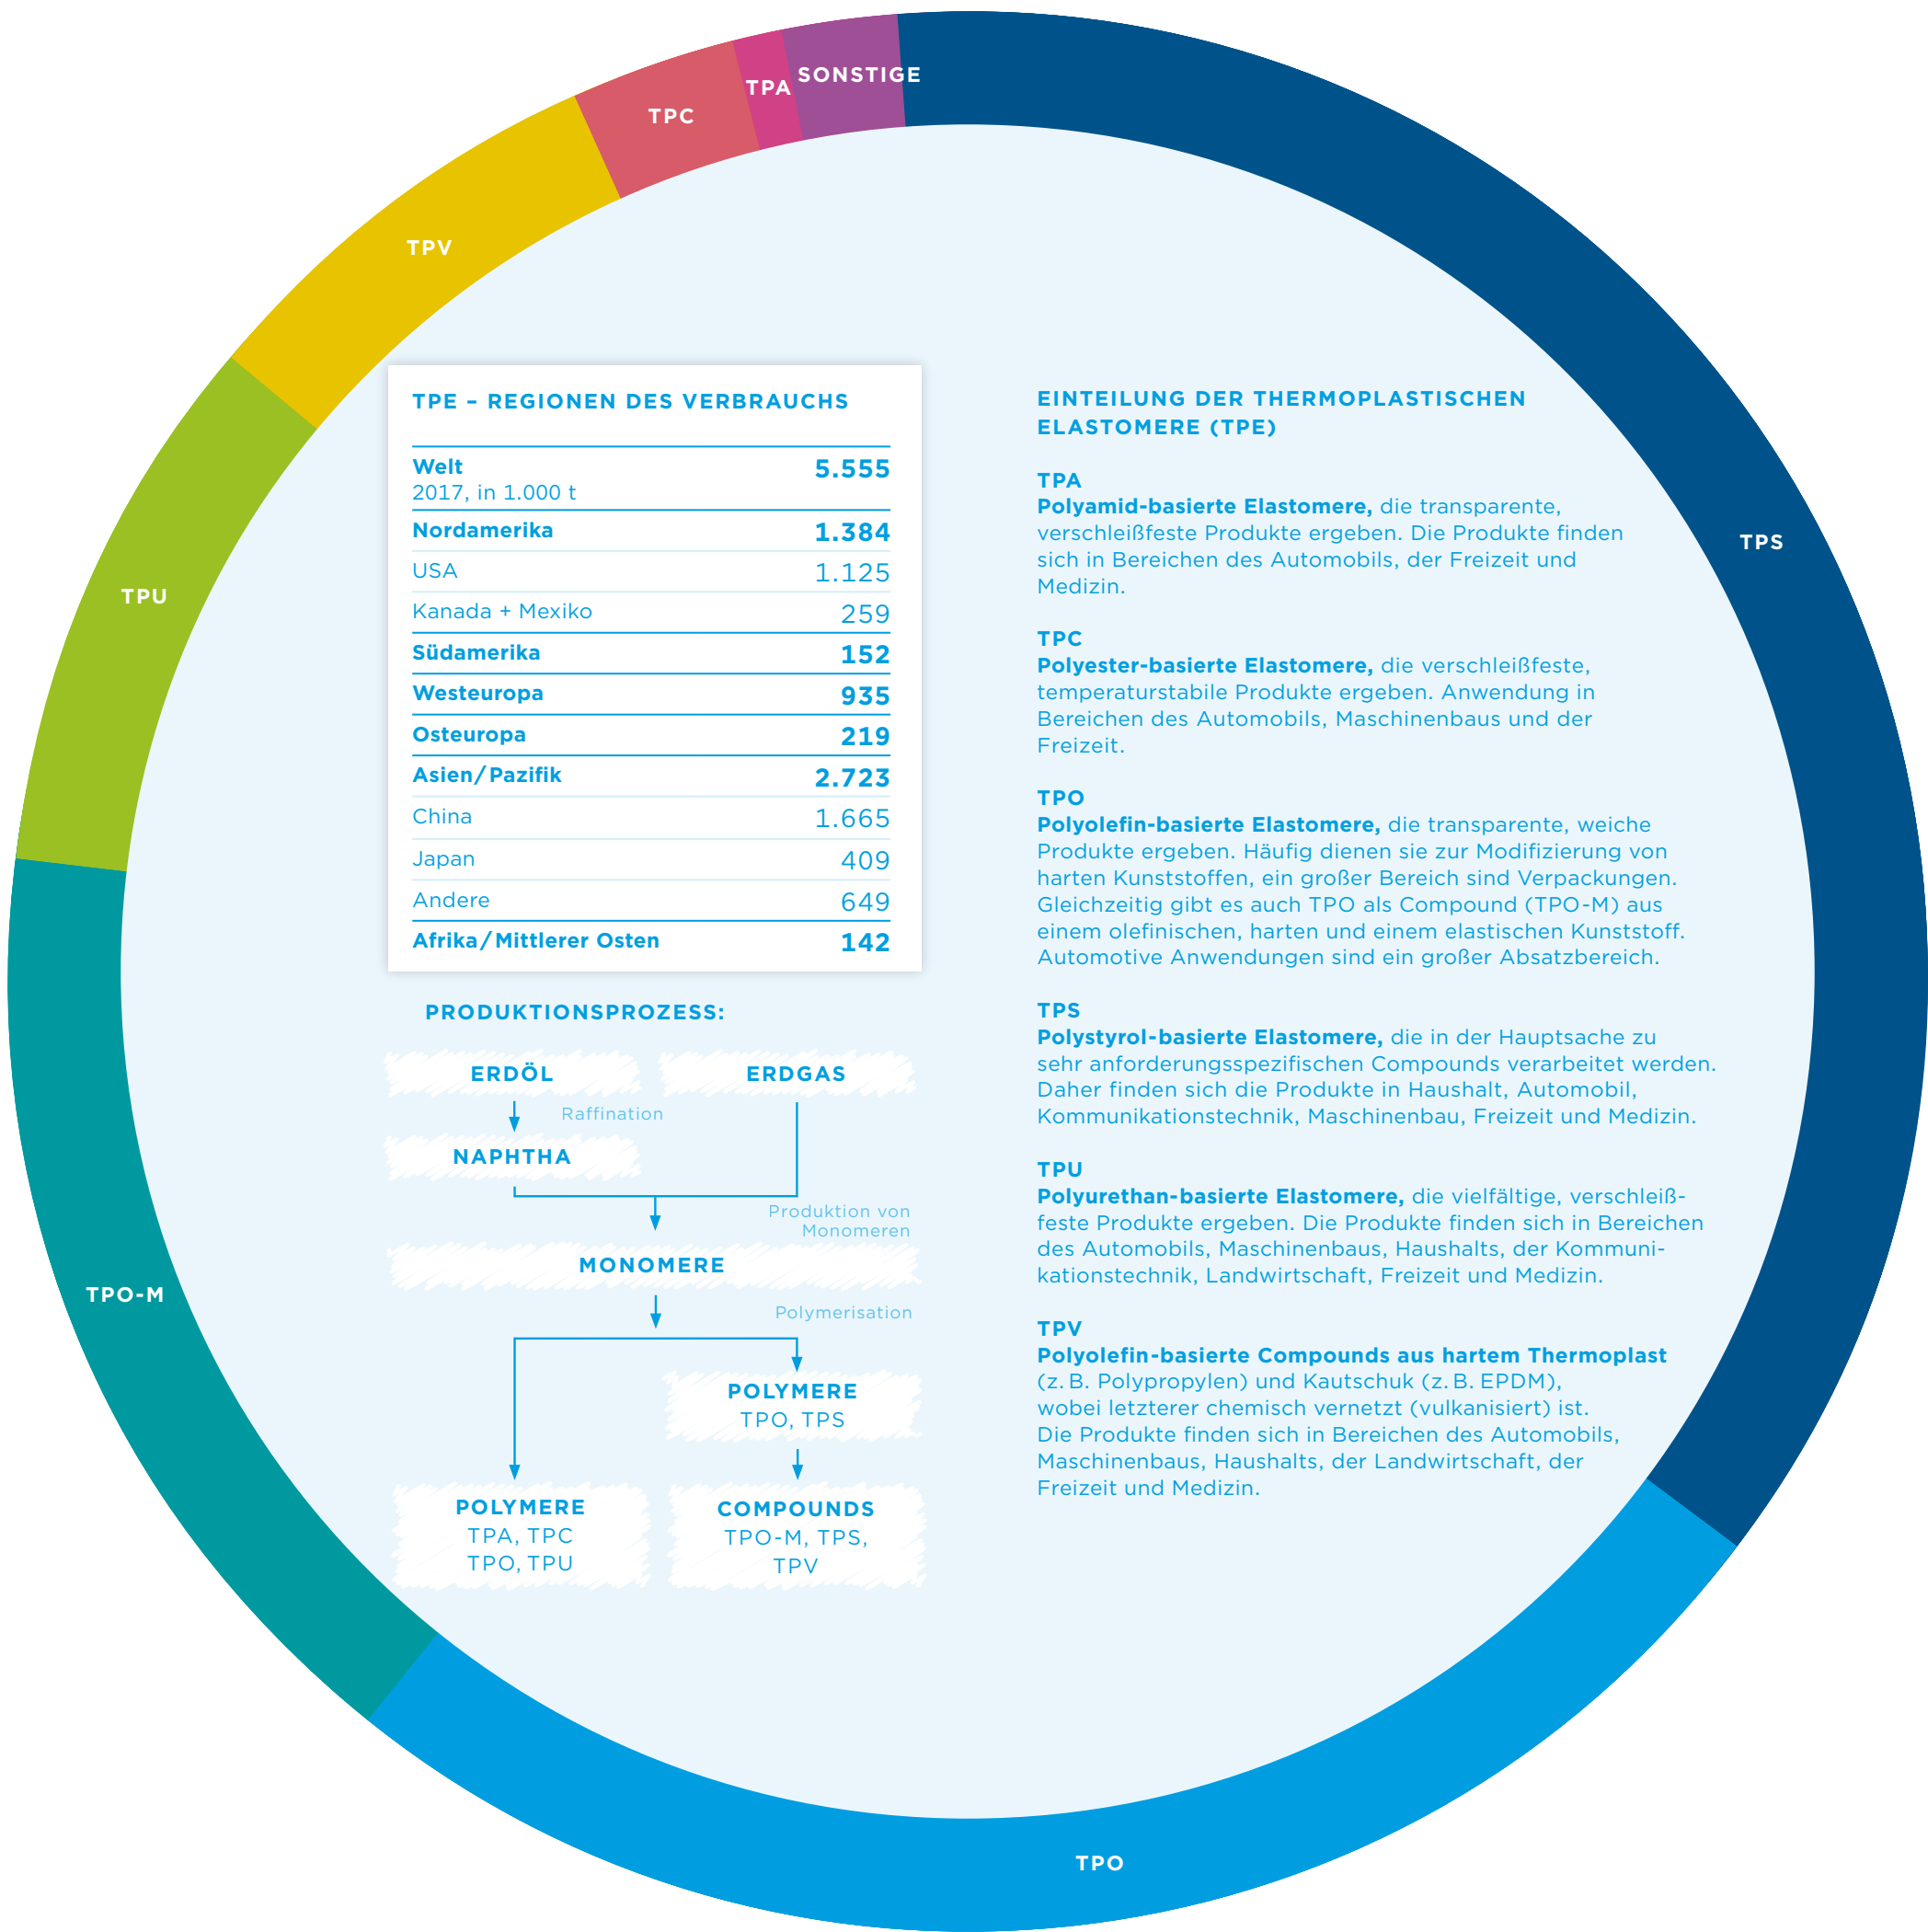 SONSTIGE
TPA
TPC
TPV
TPU
TPO-M
TPO
TPS
TPE – REGIONEN DES VERBRAUCHS
Welt 5.555
2017, in 1.000 t
Nordamerika 1.384
USA 1.125
Kanada + Mexiko 259
Südamerika 152
Westeuropa 935
Osteuropa 219
Asien/Pazifik 2.723
China 1.665
Japan 409
Andere 649
Afrika/Mittlerer Osten 142
PRODUKTIONSPROZESS:
ERDÖL ERDGAS
Raffination
NAPHTHA
Produktion von
Monomeren
MONOMERE
Polymerisation
POLYMERE
TPO, TPS
POLYMERE
TPA, TPC
TPO, TPU
COMPOUNDS
TPO-M, TPS,
TPV
EINTEILUNG DER THERMOPLASTISCHEN
ELASTOMERE (TPE)
TPA
Polyamid-basierte Elastomere, die transparente,
verschleißfeste Produkte ergeben. Die Produkte finden
sich in Bereichen des Automobils, der Freizeit und
Medizin.
TPC
Polyester-basierte Elastomere, die verschleißfeste,
temperaturstabile Produkte ergeben. Anwendung in
Bereichen des Automobils, Maschinenbaus und der
Freizeit.
TPO
Polyolefin-basierte Elastomere, die transparente, weiche
Produkte ergeben. Häufig dienen sie zur Modifizierung von
harten Kunststoffen, ein großer Bereich sind Verpackungen.
Gleichzeitig gibt es auch TPO als Compound (TPO-M) aus
einem olefinischen, harten und einem elastischen Kunststoff.
Automotive Anwendungen sind ein großer Absatzbereich.
TPS
Polystyrol-basierte Elastomere, die in der Hauptsache zu
sehr anforderungsspezifischen Compounds verarbeitet werden.
Daher finden sich die Produkte in Haushalt, Automobil,
Kommunikationstechnik, Maschinenbau, Freizeit und Medizin.
TPU
Polyurethan-basierte Elastomere, die vielfältige, verschleiß-
feste Produkte ergeben. Die Produkte finden sich in Bereichen
des Automobils, Maschinenbaus, Haushalts, der Kommuni-
kationstechnik, Landwirtschaft, Freizeit und Medizin.
TPV
Polyolefin-basierte Compounds aus hartem Thermoplast
(z. B. Polypropylen) und Kautschuk (z. B. EPDM),
wobei letzterer chemisch vernetzt (vulkanisiert) ist.
Die Produkte finden sich in Bereichen des Automobils,
Maschinenbaus, Haushalts, der Landwirtschaft, der
Freizeit und Medizin.